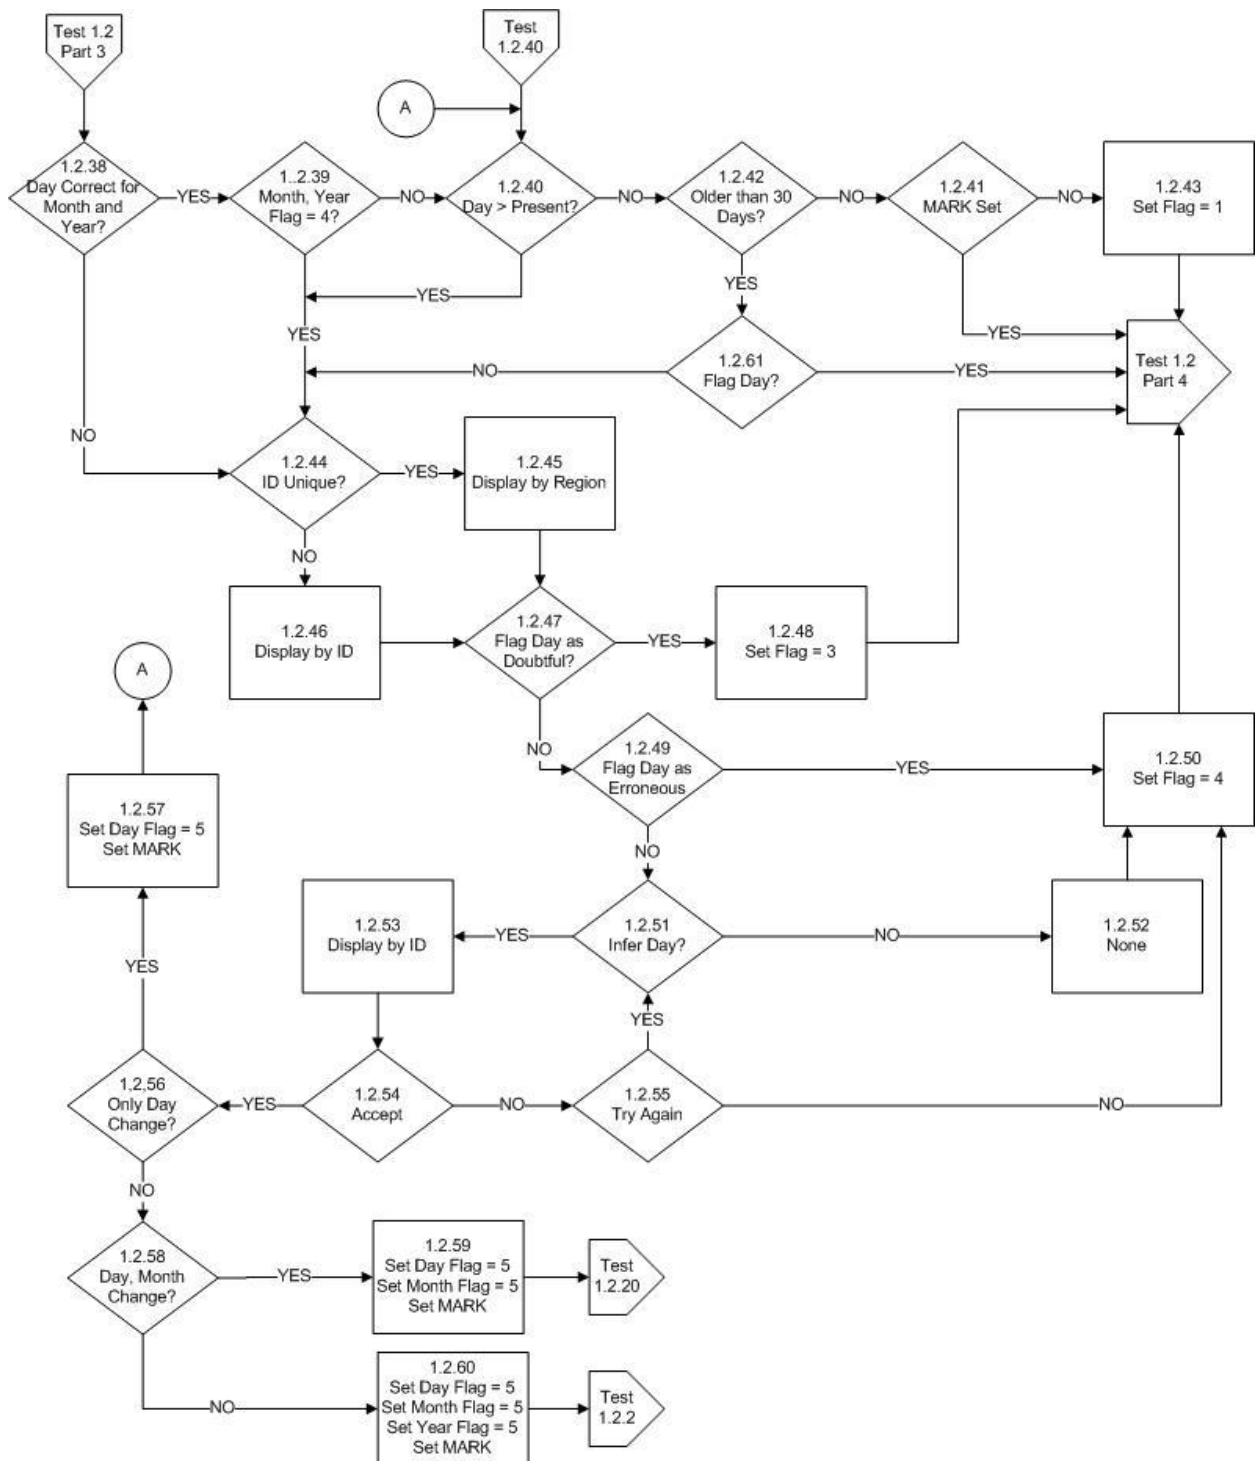 Test 1.2
Part 3
Test
1.2.40
A
1.2.38
Day Correct for
Month and
Year?
YES
1..2.39
Month, Year
Flag = 4?
NO
1.2.40
Day > Present?
NO
1.2.42
Older than 30
Days?
NO
1.2.41
MARK Set
NO
1.2.43
Set Flag = 1
YES
YES
YES
YES
NO
1.2.61
Flag Day?
YES
Test 1.2
Part 4
NO
1.2.44
ID Unique?
YES
1.2.45
Display by Region
NO
1.2.46
Display by ID
1.2.47
Flag Day as
Doubtful?
YES
1.2.48
Set Flag = 3
A
NO
1.2.49
Flag Day as
Erroneous
YES
1.2.50
Set Flag = 4
1.2.57
Set Day Flag = 5
Set MARK
NO
1.2.53
Display by ID
YES
1.2.51
Infer Day?
NO
1.2.52
None
YES
YES
1,2,56
Only Day
Change?
YES
1.2.54
Accept
NO
1.2.55
Try Again
NO
NO
1.2.58
Day, Month
Change?
YES
1.2.59
Set Day Flag = 5
Set Month Flag = 5
Set MARK
Test
1.2.20
NO
1.2.60
Set Day Flag = 5
Set Month Flag = 5
Set Year Flag = 5
Set MARK
Test
1.2.2